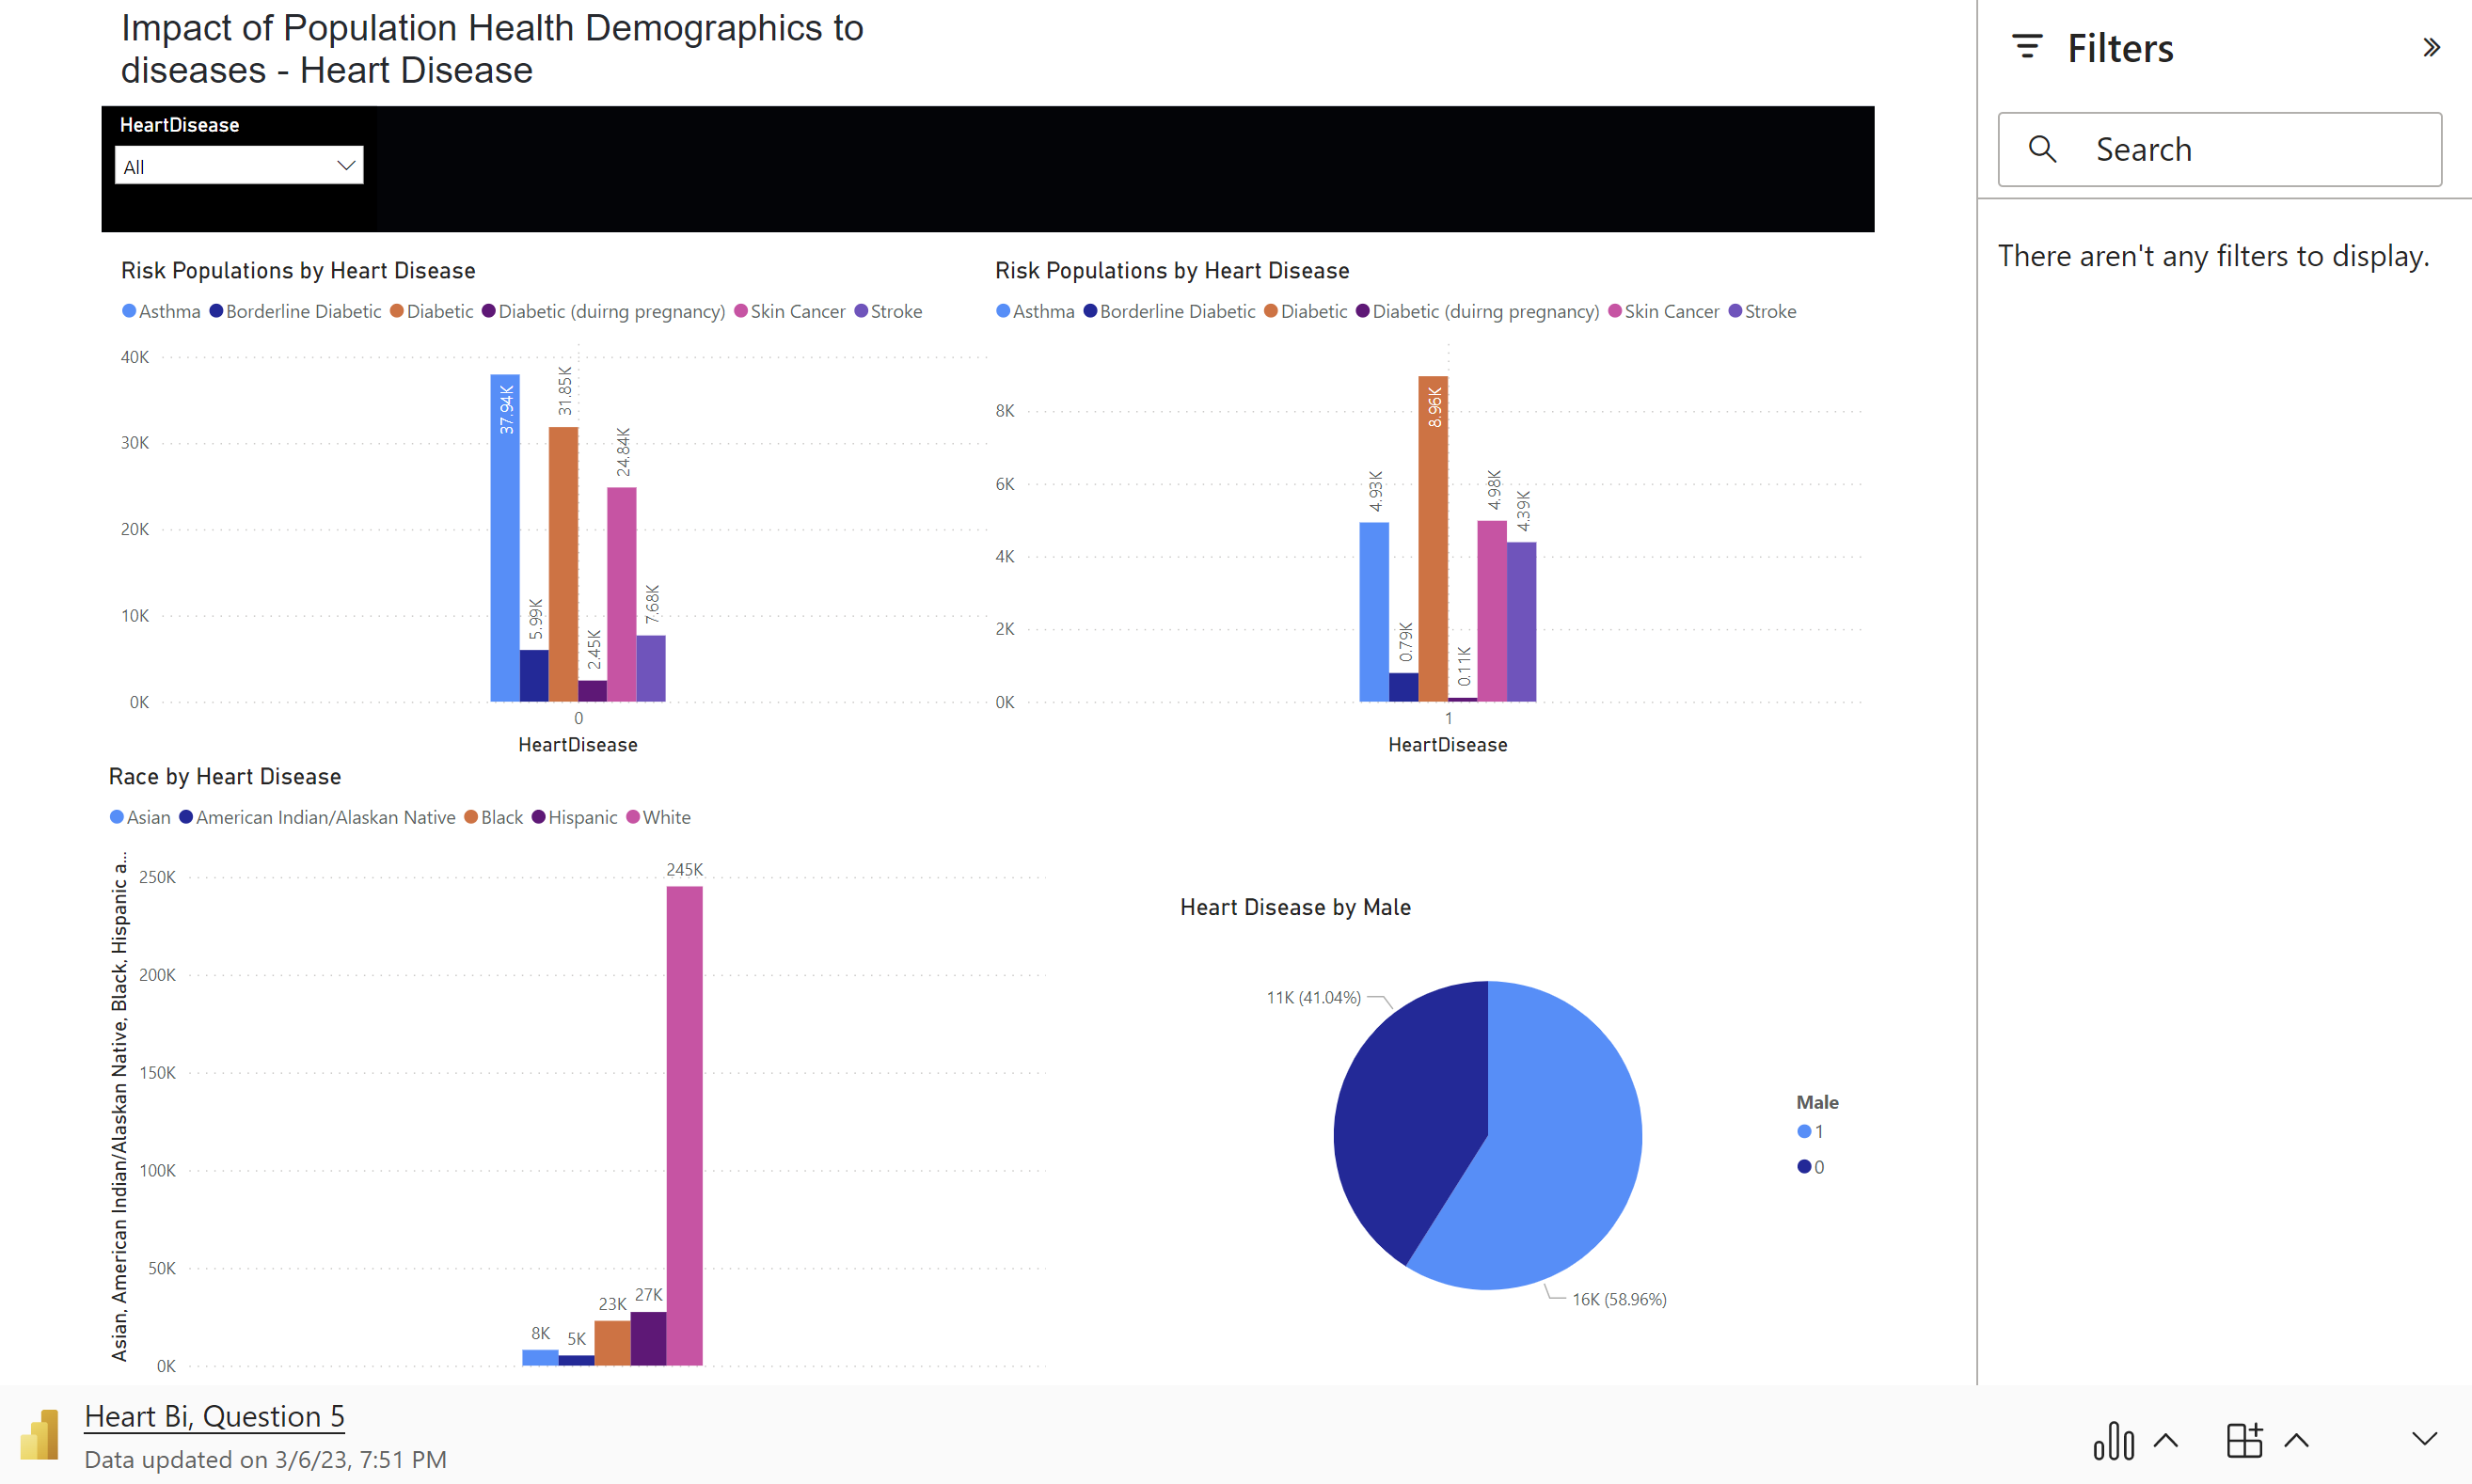 Impact of Population Health Demographics to
diseases - Heart Disease
Filters
Search
There aren't any filters to display.
HeartDisease
All
Risk Populations by Heart Disease
Asthma Borderline Diabetic Diabetic Diabetic (duirng pregnancy) Skin Cancer Stroke
40K
30K
20K
10K
0K
37.94K
5.99K
31.85K
2.45K
24.84K
7.68K
0
HeartDisease
Risk Populations by Heart Disease
Asthma Borderline Diabetic Diabetic Diabetic (duirng pregnancy) Skin Cancer Stroke
8K
6K
4K
2K
0K
4.93K
0.79K
8.96K
0.11K
4.98K
4.39K
1
HeartDisease
Race by Heart Disease
Asian American Indian/Alaskan Native Black Hispanic White
Asian, American Indian/Alaskan Native, Black, Hispanic a...
250K
200K
150K
100K
50K
0K
8K
5K
23K
27K
245K
Heart Disease by Male
11K (41.04%)
16K (58.96%)
Male
1
0
Heart Bi, Question 5
Data updated on 3/6/23, 7:51 PM